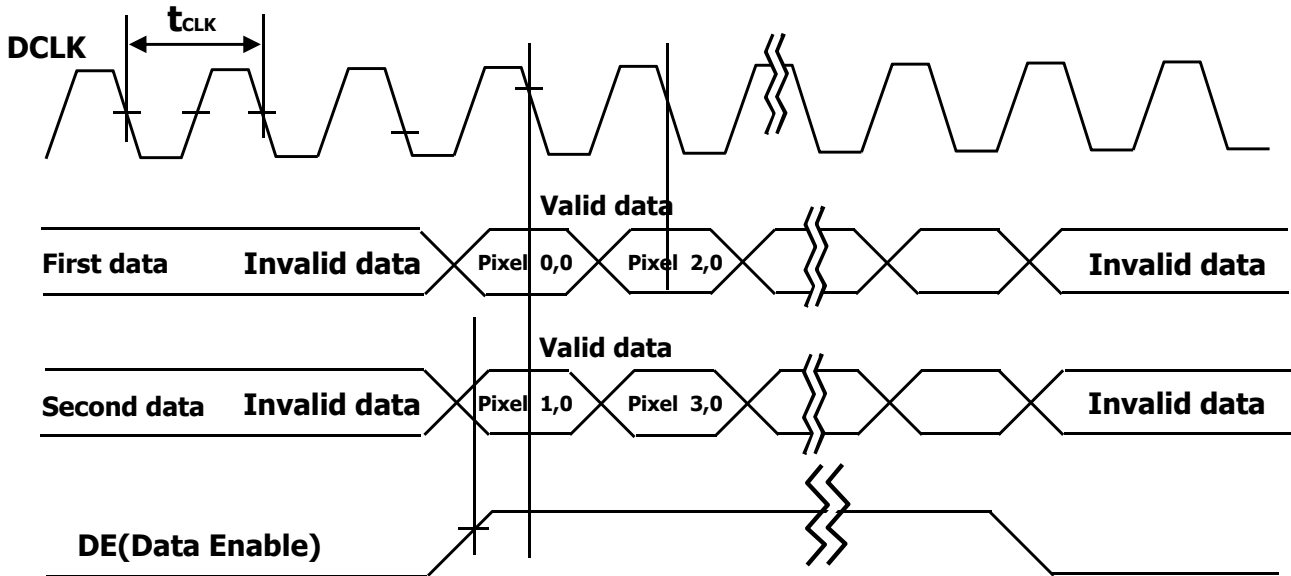 tCLK
DCLK
Valid data
First data Invalid data Pixel 0,0 Pixel 2,0 Invalid data
Valid data
Second data Invalid data Pixel 1,0 Pixel 3,0 Invalid data
DE(Data Enable)